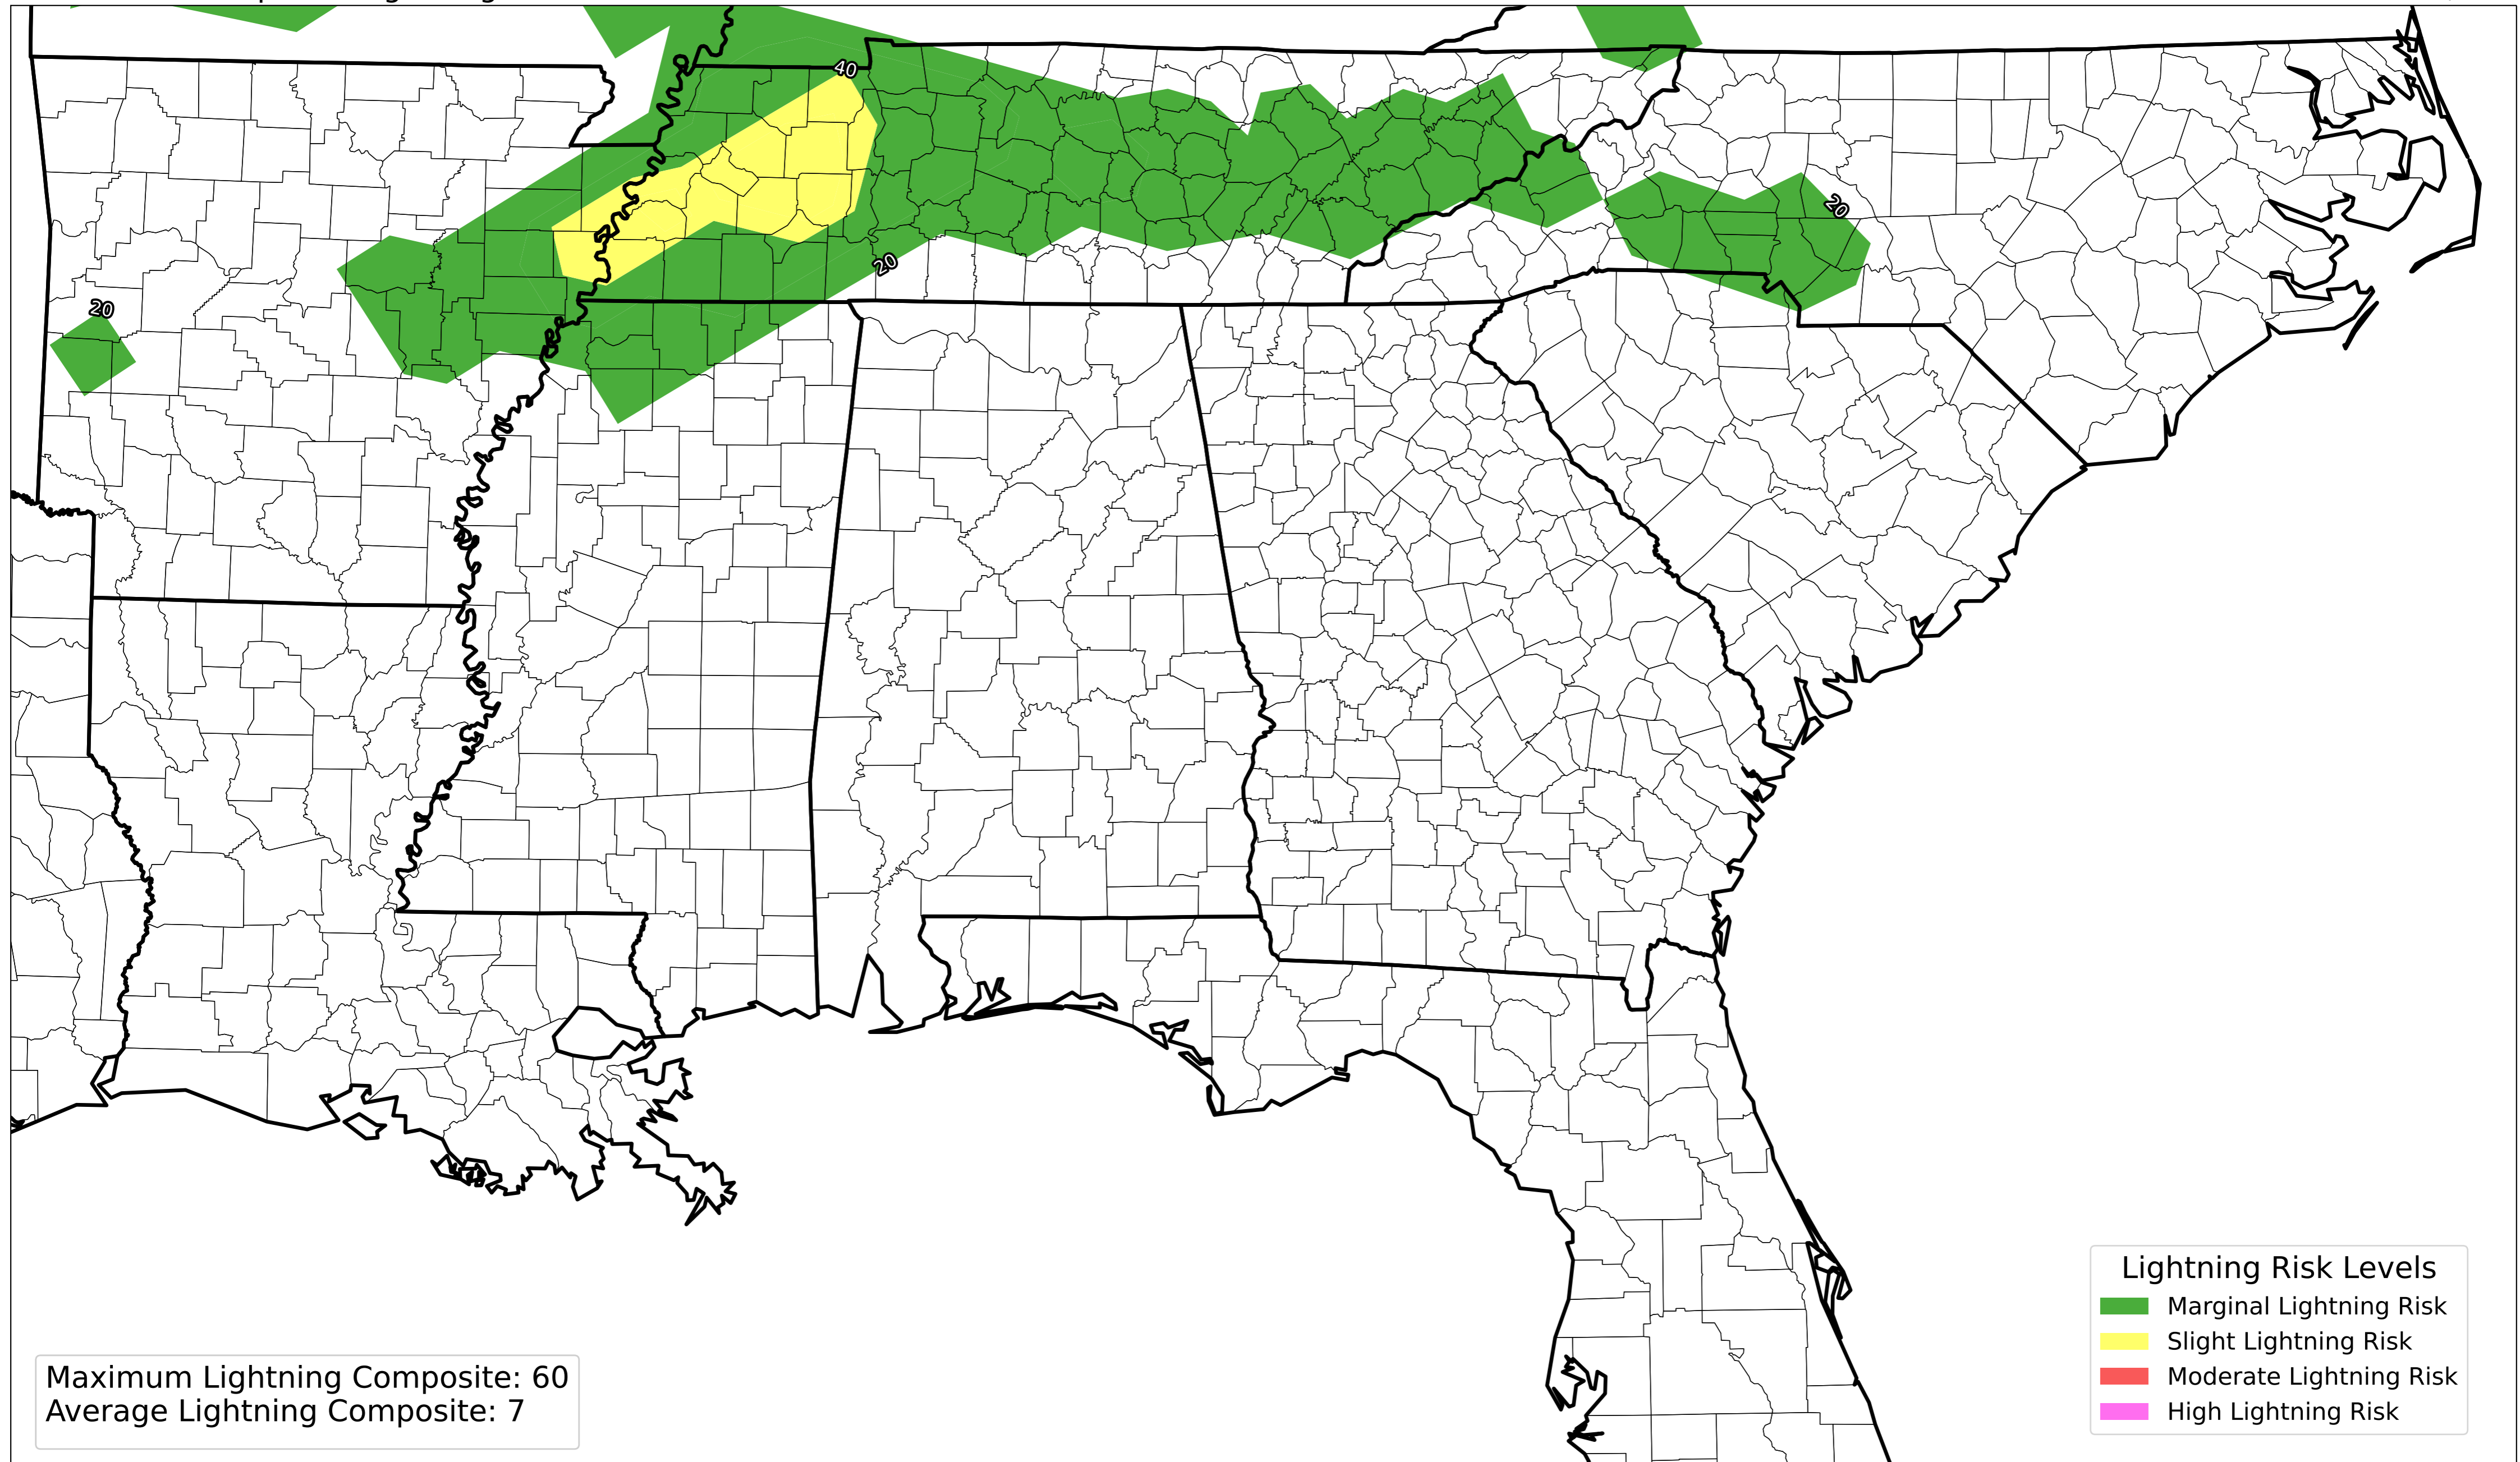 40
20
20
20
Lightning Risk Levels
Marginal Lightning Risk
Slight Lightning Risk
Moderate Lightning Risk
High Lightning Risk
Maximum Lightning Composite: 60
Average Lightning Composite: 7